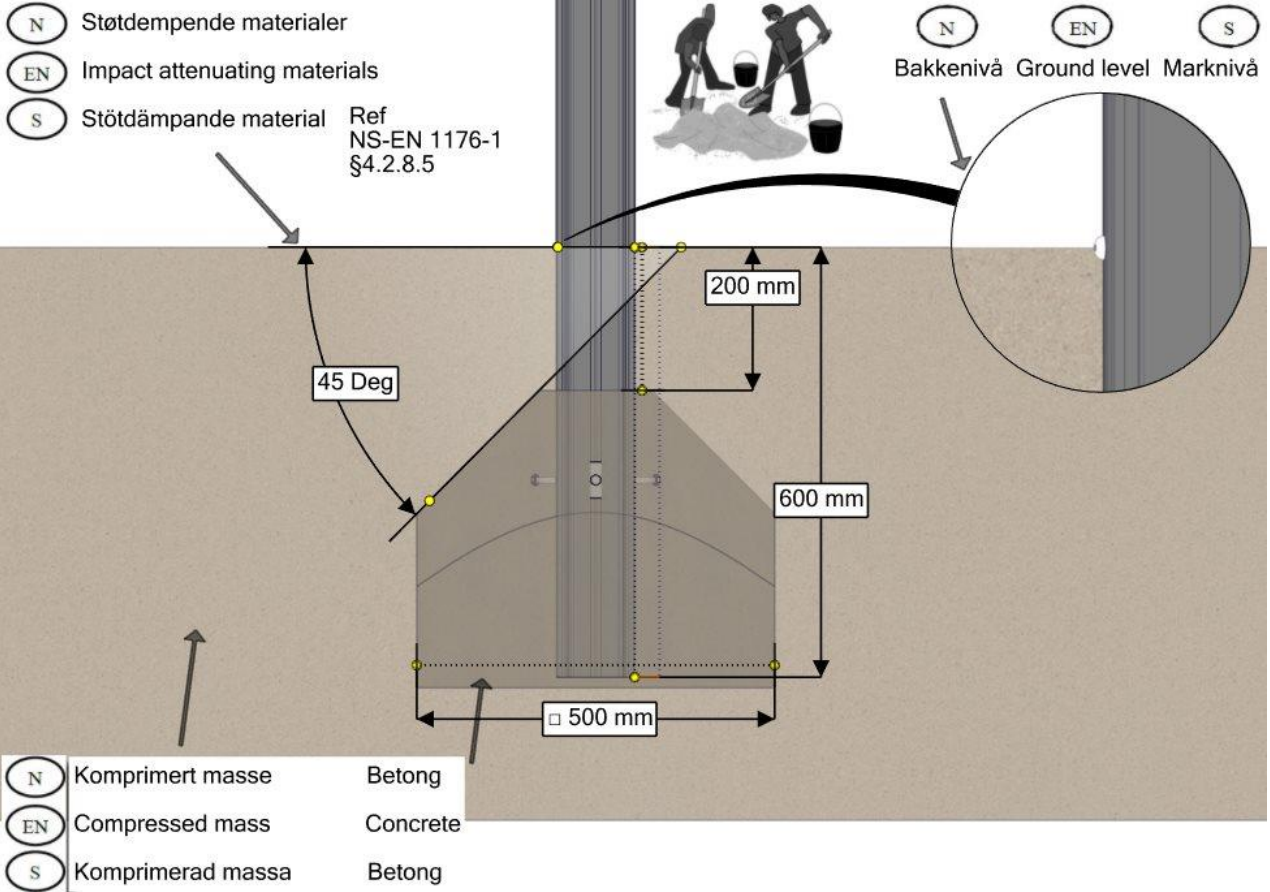 N Støtdempende materialer
EN Impact attenuating materials
S Stötdämpande material
Ref
NS-EN 1176-1
§4.2.8.5
N EN S
Bakkenivå Ground level Marknivå
200 mm
45 Deg
600 mm
□ 500 mm
N Komprimert masse Betong
EN Compressed mass Concrete
S Komprimerad massa Betong